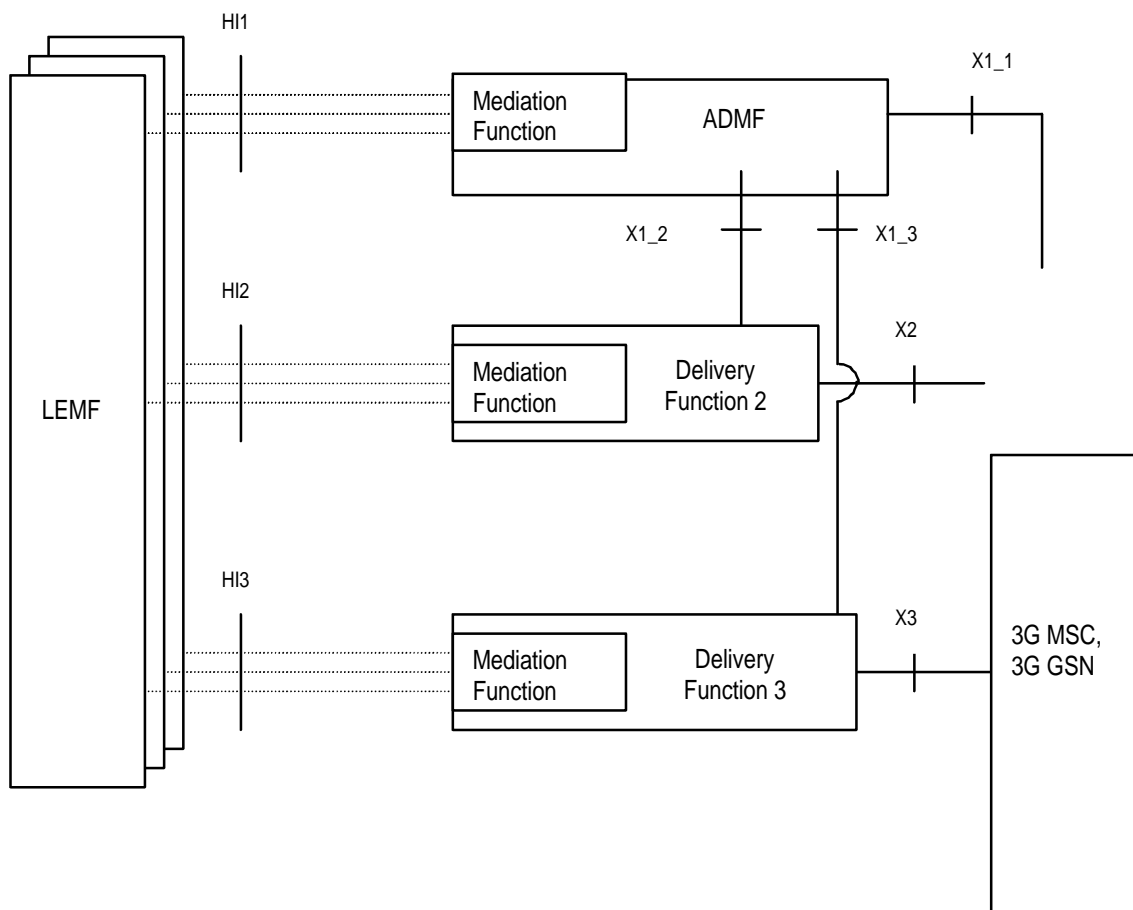 HI1
X1_1
Mediation
Function
ADMF
X1_2
X1_3
HI2
X2
Mediation
Function
Delivery
Function 2
LEMF
HI3
X3
Mediation
Function
Delivery
Function 3
3G MSC,
3G GSN